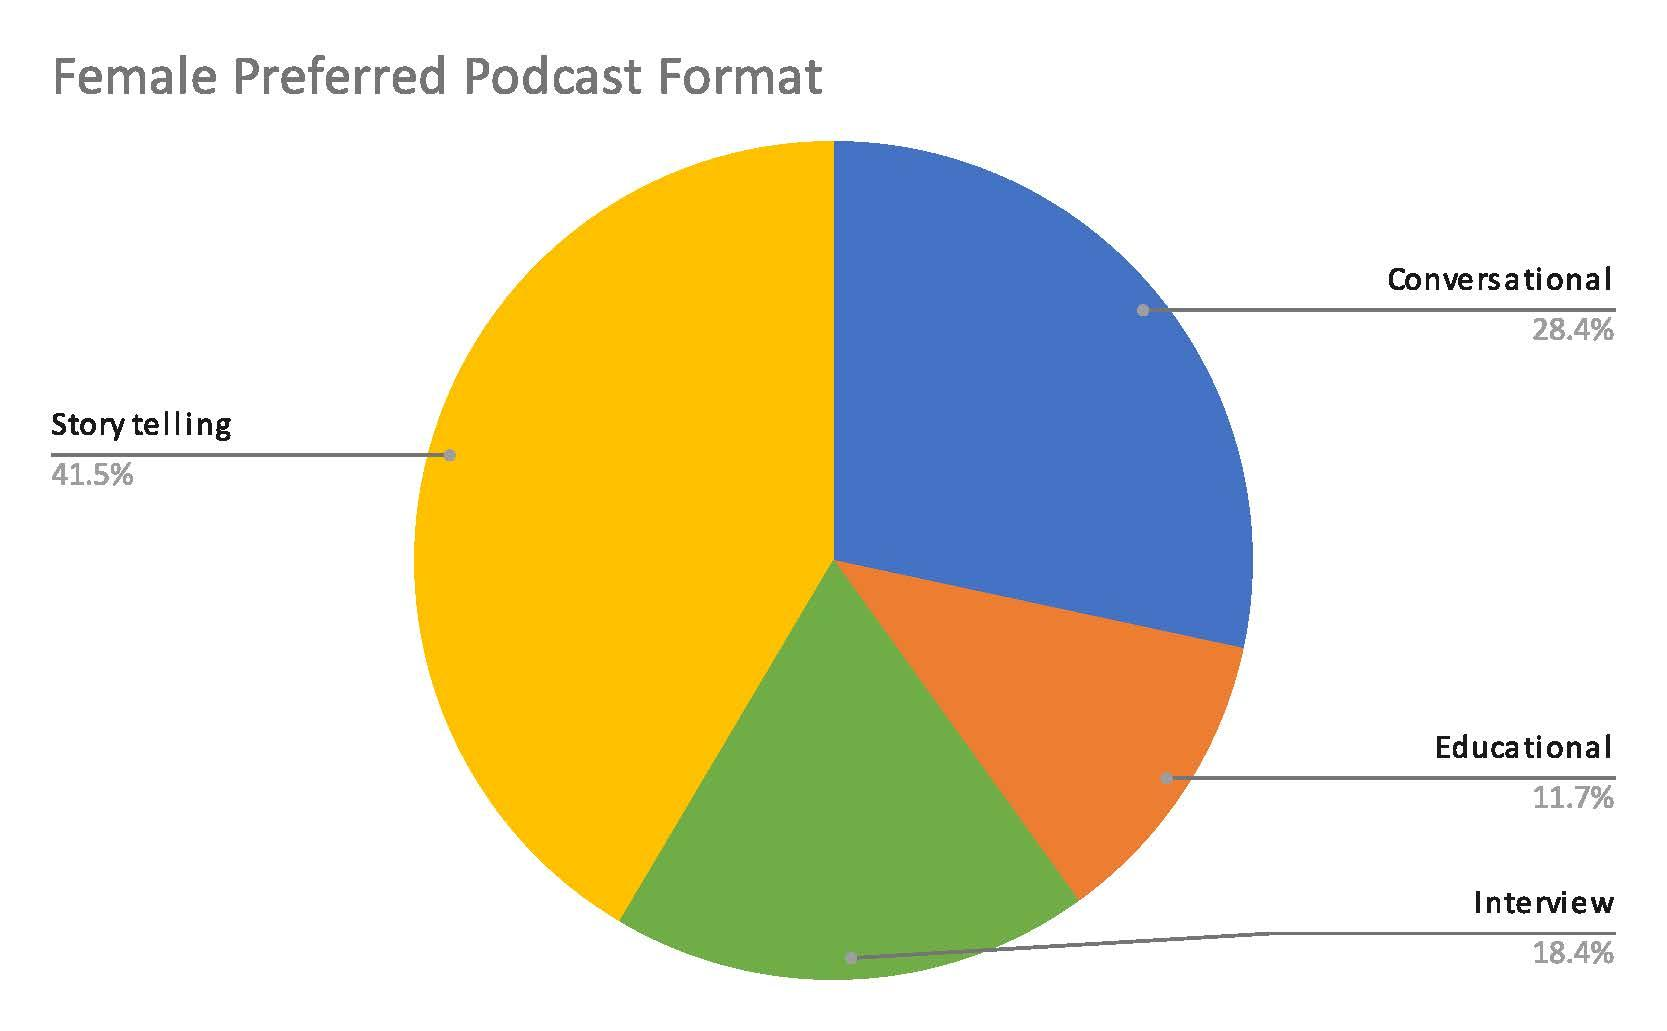 Female Preferred Podcast Format
Conversational
28.4%
Story telling
41.5%
Educational
11.7%
Interview
18.4%